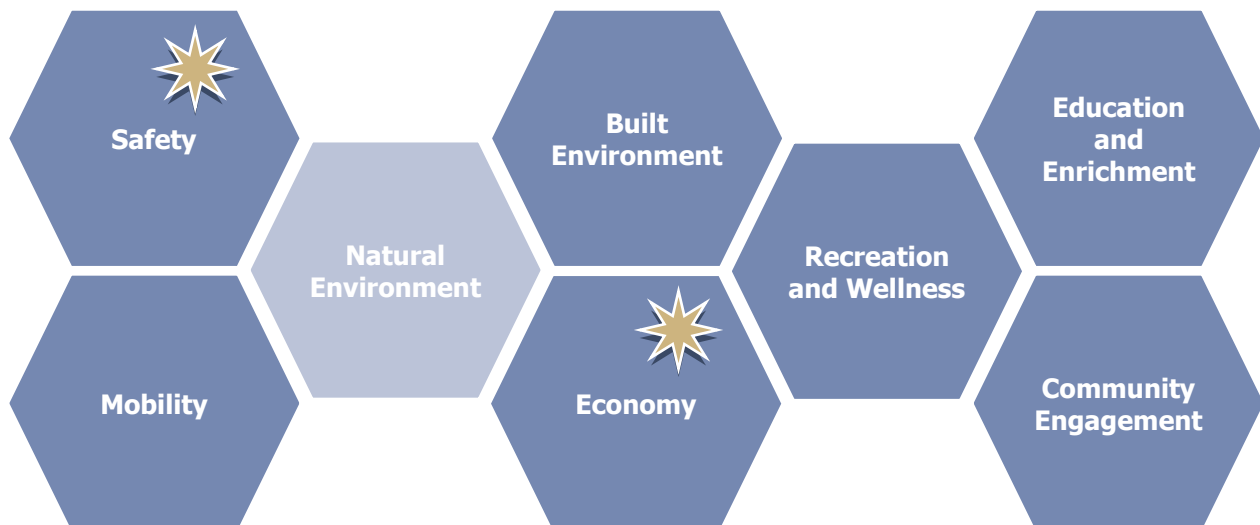 Safety
Mobility
Natural
Environment
Built
Environment
Economy
Recreation
and Wellness
Education
and
Enrichment
Community
Engagement